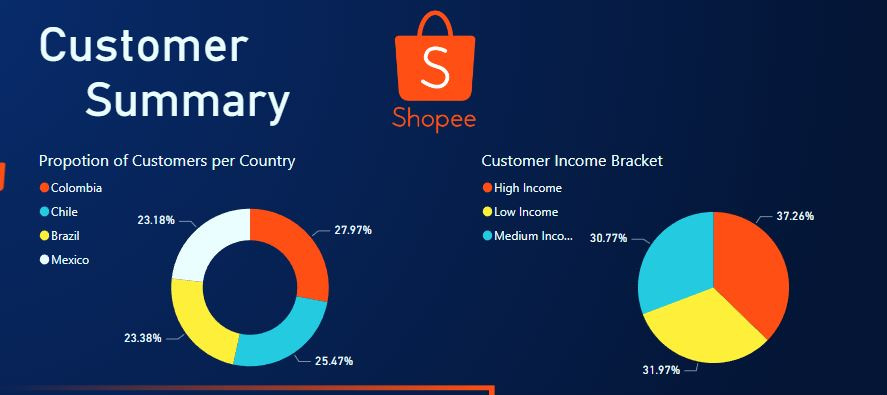 Customer
Summary
S
Shopee
Propotion of Customers per Country
Colombia
Chile
Brazil
Mexico
23.18%
27.97%
23.38%
25.47%
Customer Income Bracket
High Income
Low Income
Medium Inco...
37.26%
30.77%
31.97%